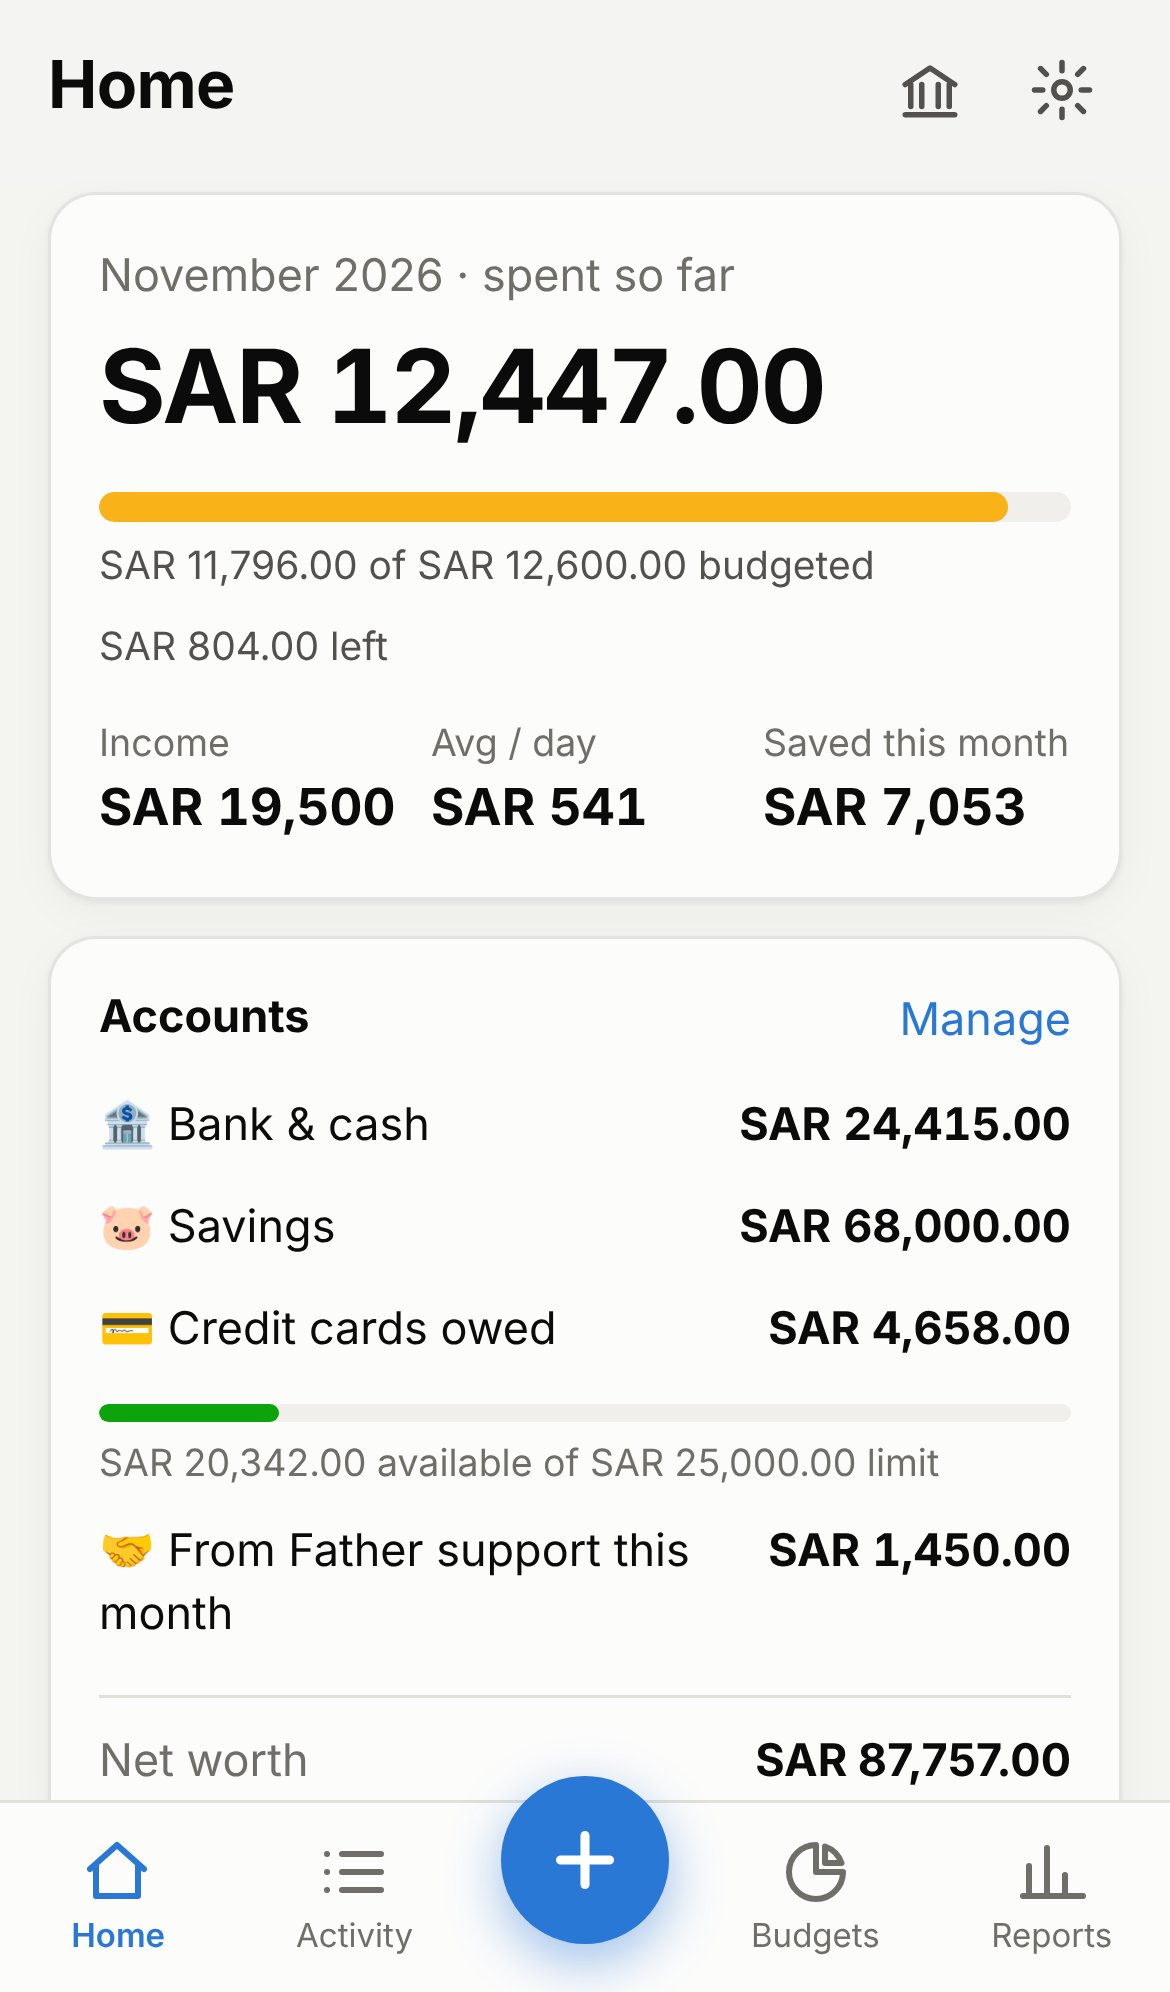 Home
November 2026 · spent so far
SAR 12,447.00
SAR 11,796.00 of SAR 12,600.00 budgeted
SAR 804.00 left
Income Avg / day Saved this month
SAR 19,500 SAR 541 SAR 7,053
Accounts Manage
Bank & cash SAR 24,415.00
Savings SAR 68,000.00
Credit cards owed SAR 4,658.00
SAR 20,342.00 available of SAR 25,000.00 limit
From Father support this SAR 1,450.00
month
Net worth SAR 87,757.00
Home Activity Budgets Reports